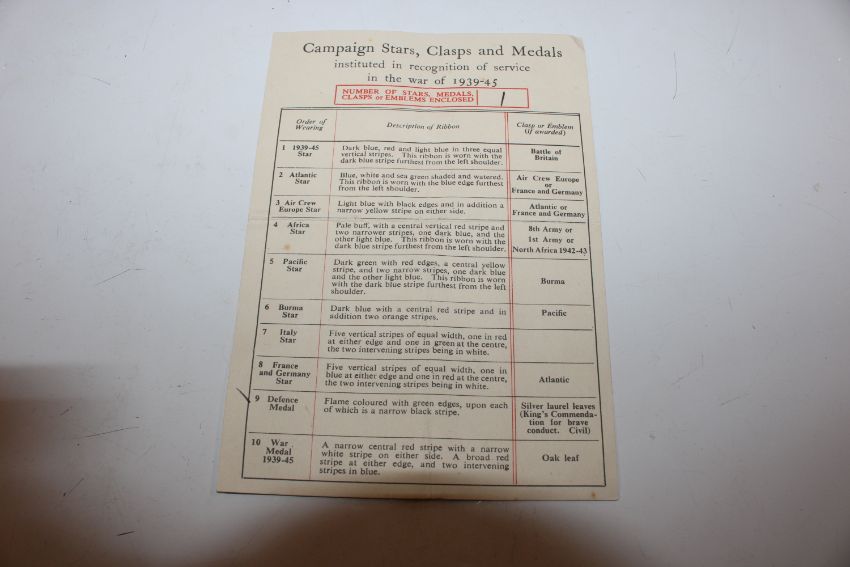 Campaign Stars, Clasps and Medals
instituted in recognition of service
in the war of 1939-45
NUMBER OF STARS, MEDALS,
CLASPS or EMBLEMS ENCLOSED
1
Order of
Wearing
Description of Ribbon
Clasp or Emblem
(if awarded)
1 1939-45
Star
Dark blue, red and light blue in three equal
vertical stripes. This ribbon is worn with the
dark blue stripe furthest from the left shoulder.
Battle of
Britain
2 Atlantic
Star
Blue, white and sea green shaded and watered.
This ribbon is worn with the blue edge furthest
from the left shoulder.
Air Crew Europe
or
France and Germany
3 Air Crew
Europe Star
Light blue with black edges and in addition a
narrow yellow stripe on either side.
Atlantic or
France and Germany
4 Africa
Star
Pale buff, with a central vertical red stripe and
two narrower stripes, one dark blue, and the
other light blue. This ribbon is worn with the
dark blue stripe furthest from the left shoulder.
8th Army or
1st Army or
North Africa 1942-43
5 Pacific
Star
Dark green with red edges, a central yellow
stripe, and two narrow stripes, one dark blue
and the other light blue. This ribbon is worn
with the dark blue stripe furthest from the left
shoulder.
Burma
6 Burma
Star
Dark blue with a central red stripe and in
addition two orange stripes.
Pacific
7 Italy
Star
Five vertical stripes of equal width, one in red
at either edge and one in green at the centre,
the two intervening stripes being in white.
8 France
and Germany
Star
Five vertical stripes of equal width, one in
blue at either edge and one in red at the centre,
the two intervening stripes being in white.
Atlantic
9 Defence
Medal
Flame coloured with green edges, upon each
of which is a narrow black stripe.
Silver laurel leaves
(King's Commenda-
tion for brave
conduct. Civil)
10 War
Medal
1939-45
A narrow central red stripe with a narrow
white stripe on either side. A broad red
stripe at either edge, and two intervening
stripes in blue.
Oak leaf